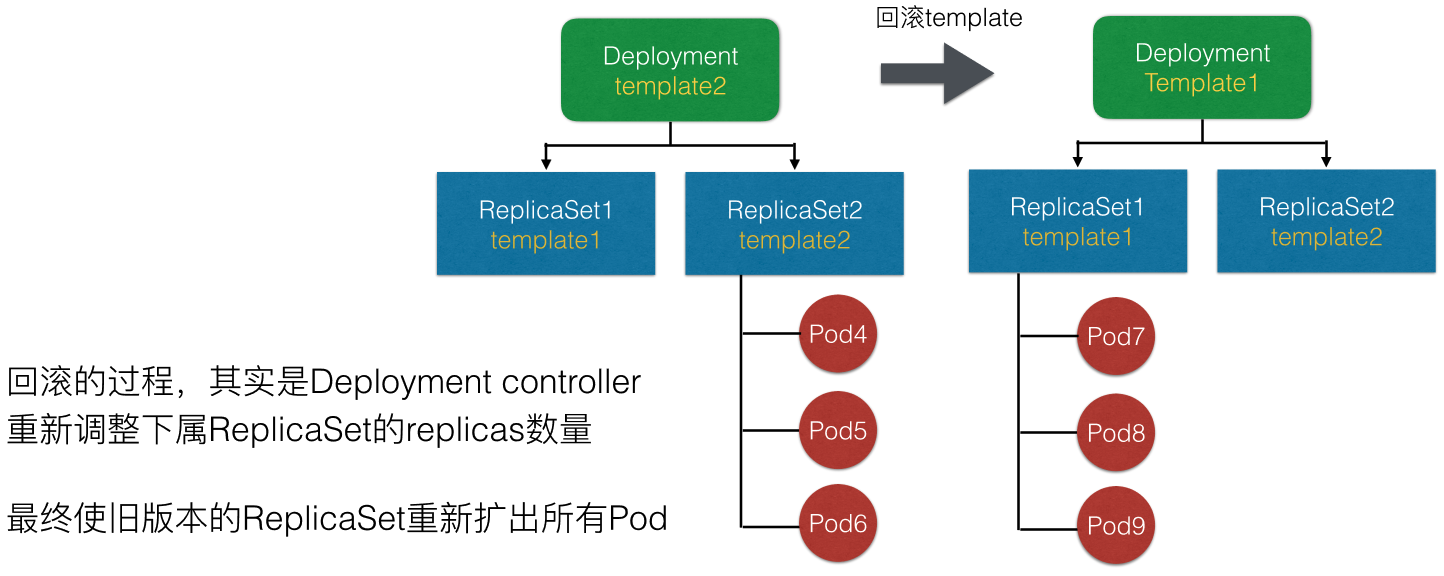 回滚template
Deployment
template2
Deployment
Template1
ReplicaSet1
template1
ReplicaSet2
template2
ReplicaSet1
template1
ReplicaSet2
template2
Pod4
Pod5
Pod6
Pod7
Pod8
Pod9
回滚的过程，其实是Deployment controller
重新调整下属ReplicaSet的replicas数量
最终使旧版本的ReplicaSet重新扩出所有Pod